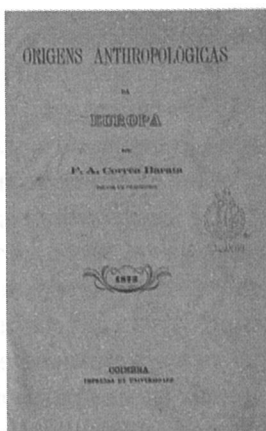 ORIGENS ANTHROPOLOGICAS
DA
EUROPA
POR
F. A. Corrêa Barata
1873
COIMBRA
IMPRENSA DA UNIVERSIDADE